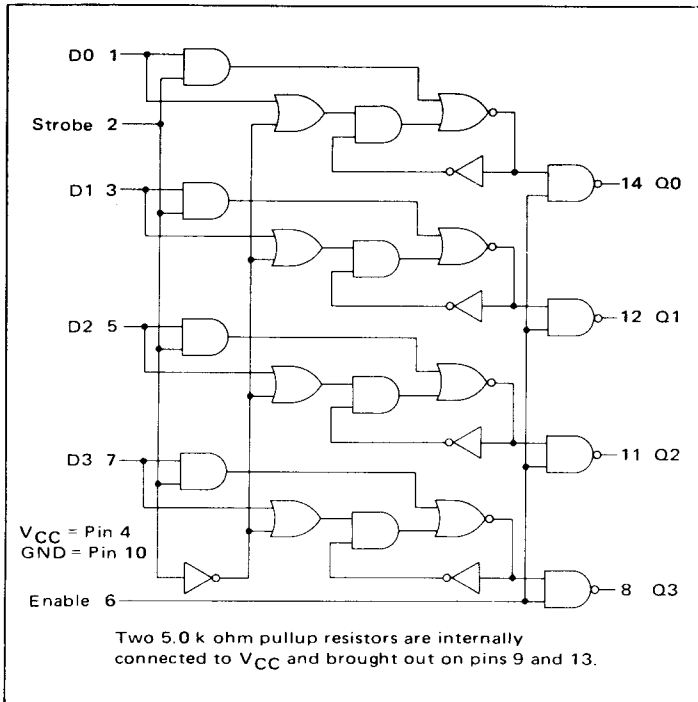 D0 1
Strobe 2
14 Q0
D1 3
12 Q1
D2 5
11 Q2
D3 7
VCC = Pin 4
GND = Pin 10
Enable 6
8 Q3
Two 5.0 k ohm pullup resistors are internally
connected to VCC and brought out on pins 9 and 13.